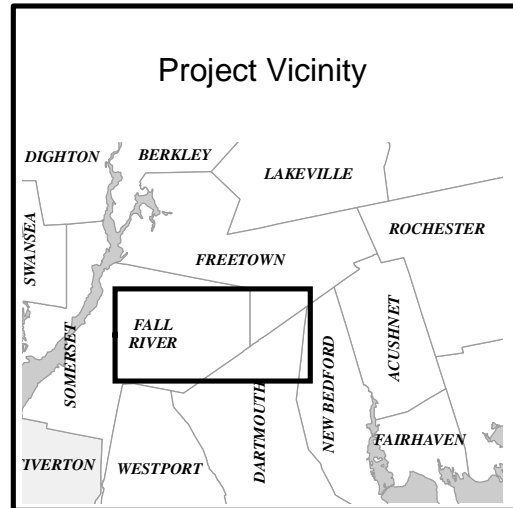 Project Vicinity
DIGHTON
BERKLEY
LAKEVILLE
ROCHESTER
SWANSEA
FREETOWN
FALL
RIVER
SOMERSET
ACUSHNET
NEW BEDFORD
DARTMOUTH
FAIRHAVEN
IVERTON
WESTPORT